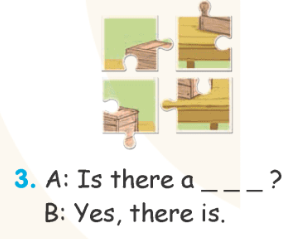 3. A: Is there a _ _ _ ?
B: Yes, there is.